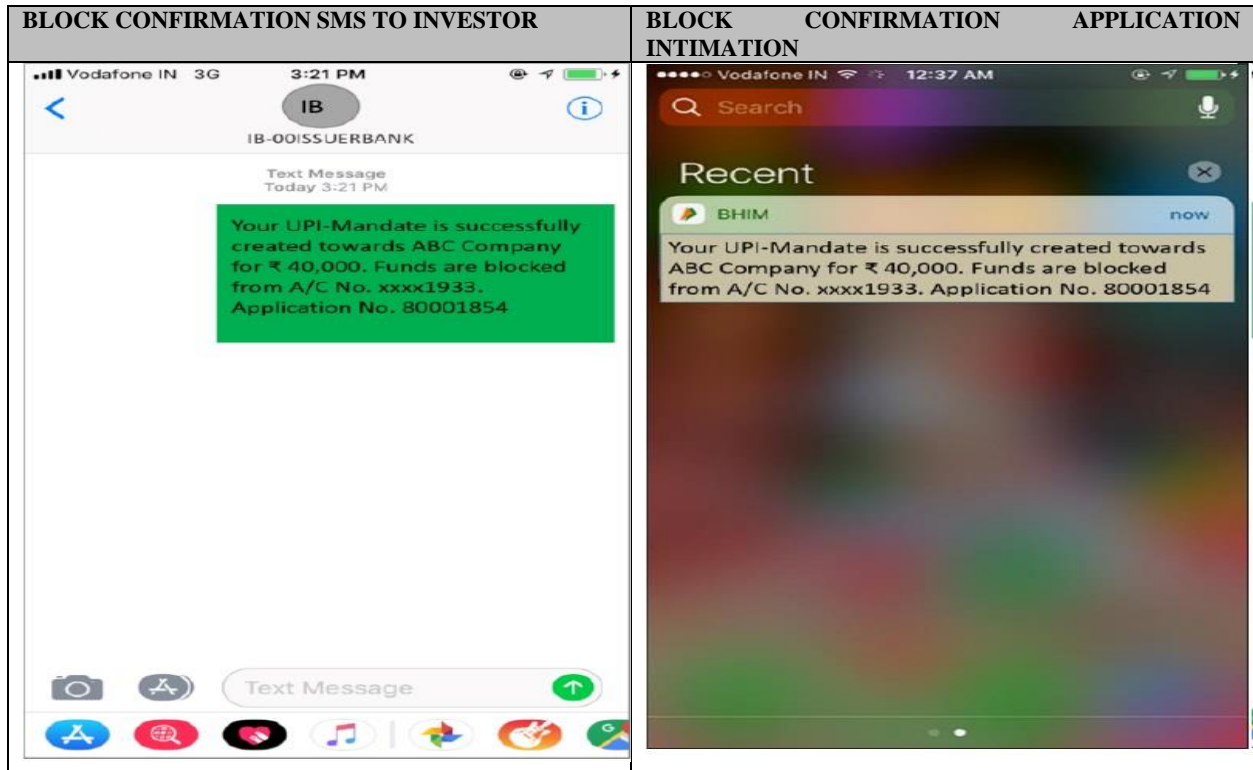 BLOCK CONFIRMATION SMS TO INVESTOR
BLOCK CONFIRMATION APPLICATION
INTIMATION
Vodafone IN 3G 3:21 PM
IB
IB-00ISSUERBANK
Text Message
Today 3:21 PM
Your UPI-Mandate is successfully
created towards ABC Company
for ₹ 40,000. Funds are blocked
from A/C No. xxxx1933.
Application No. 80001854
Text Message
Vodafone IN 12:37 AM
Search
Recent
BHIM now
Your UPI-Mandate is successfully created towards
ABC Company for ₹ 40,000. Funds are blocked
from A/C No. xxxx1933. Application No. 80001854